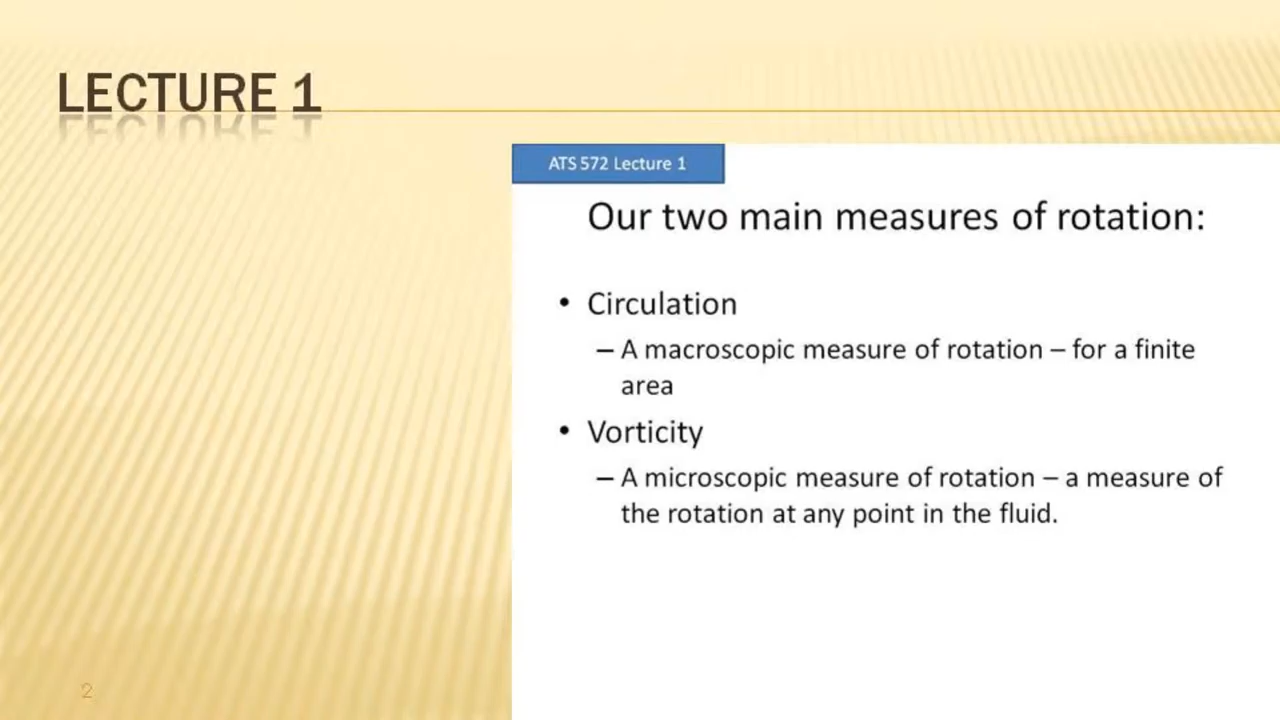 LECTURE 1
ATS 572 Lecture 1
Our two main measures of rotation:
• Circulation
– A macroscopic measure of rotation – for a finite
area
• Vorticity
– A microscopic measure of rotation – a measure of
the rotation at any point in the fluid.
2